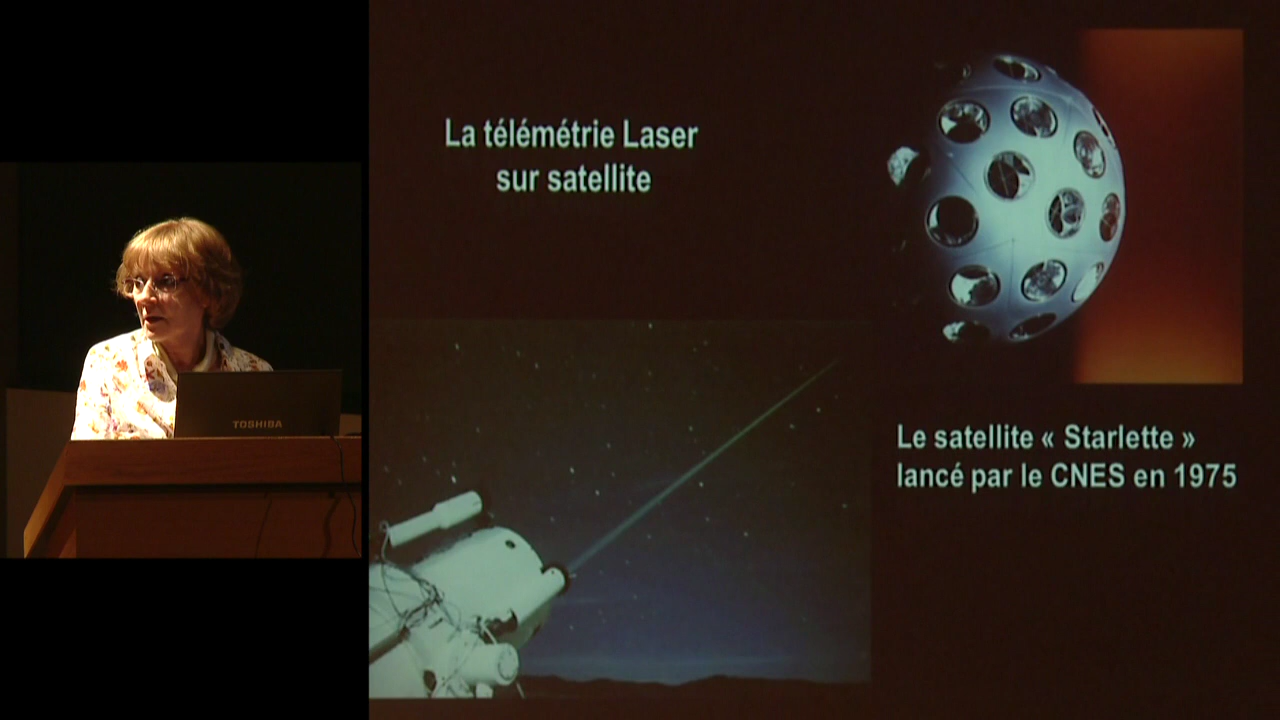 La télémétrie Laser
sur satellite
Le satellite « Starlette »
lancé par le CNES en 1975
TOSHIBA